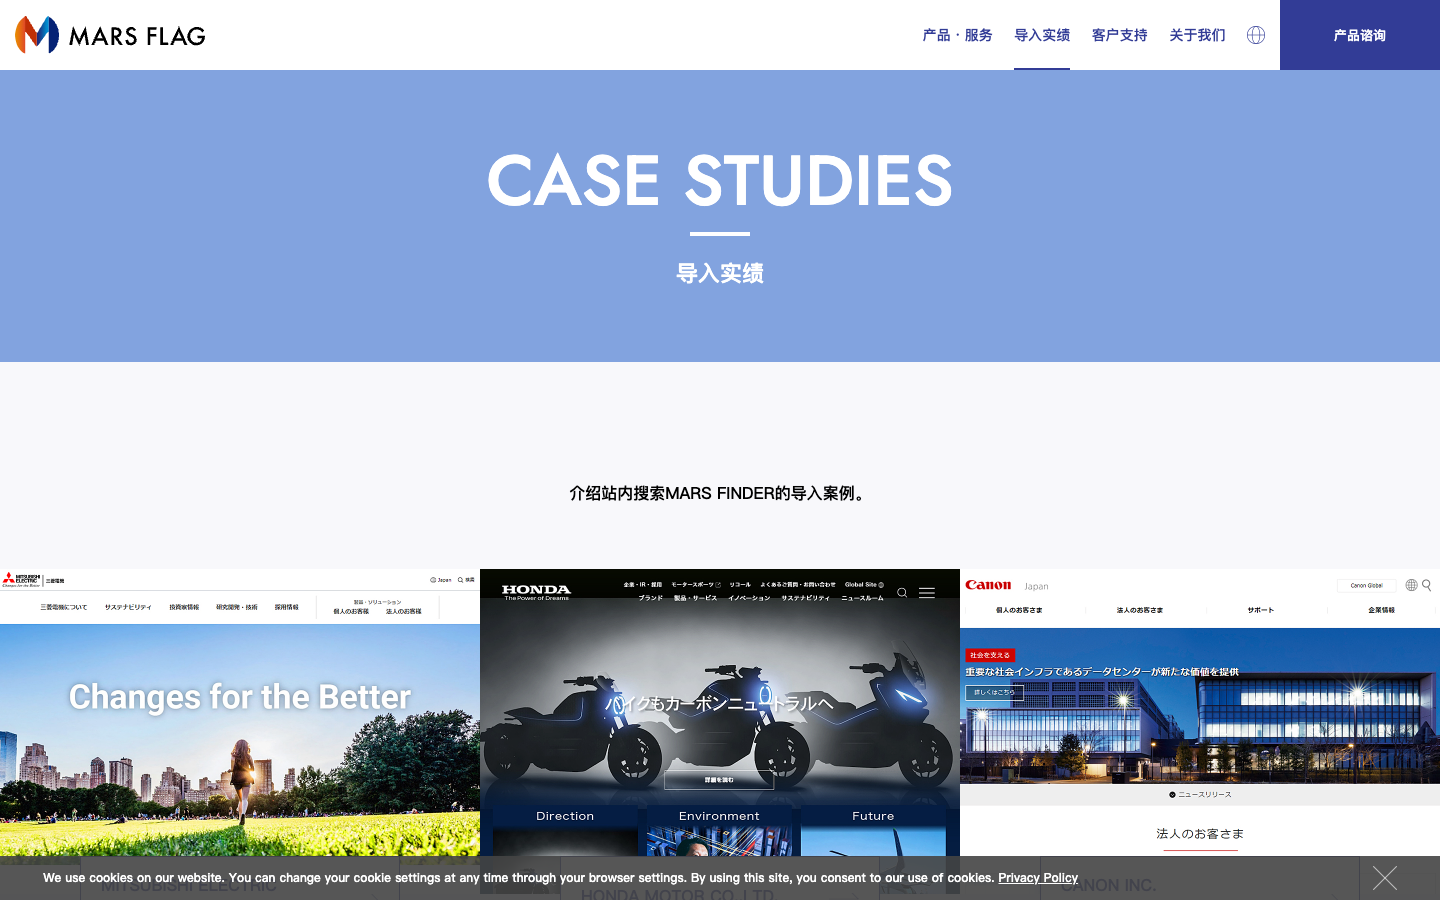 MARS FLAG
产品 · 服务
导入实绩
客户支持
关于我们
产品谘询
CASE STUDIES
导入实绩
介绍站内搜索MARS FINDER的导入案例。
MITSUBISHI ELECTRIC
Changes for the Better
三菱電機
Japan
検索
三菱電機について
サステナビリティ
投資家情報
研究開発・技術
採用情報
製品・ソリューション
個人のお客様
法人のお客様
Changes for the Better
HONDA
The Power of Dreams
企業・IR・採用
モータースポーツ
リコール
よくあるご質問・お問い合わせ
Global Site
ブランド
製品・サービス
イノベーション
サステナビリティ
ニュースルーム
バイクもカーボンニュートラルへ
詳細を読む
Direction
Environment
Future
Canon
Japan
Canon Global
個人のお客さま
法人のお客さま
サポート
企業情報
社会を支える
重要な社会インフラであるデータセンターが新たな価値を提供
詳しくはこちら
ニュースリリース
法人のお客さま
MITSUBISHI ELECTRIC
HONDA MOTOR CO.,LTD.
CANON INC.
We use cookies on our website. You can change your cookie settings at any time through your browser settings. By using this site, you consent to our use of cookies. Privacy Policy